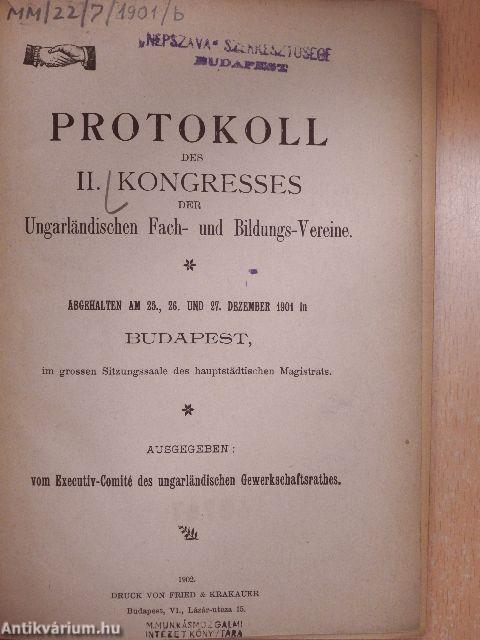 MM/22/7/1901/b
„NÉPSZAVA" SZERKESZTŐSÉGE
BUDAPEST
PROTOKOLL
DES
II. KONGRESSES
DER
Ungarländischen Fach- und Bildungs-Vereine.
ABGEHALTEN AM 25., 26. UND 27. DEZEMBER 1901 in
BUDAPEST,
im grossen Sitzungssaale des hauptstädtischen Magistrats.
AUSGEGEBEN:
vom Executiv-Comité des ungarländischen Gewerkschaftsrathes.
1902.
DRUCK VON FRIED & KRAKAUER
Budapest, VI., Lázár-utcza 15.
M.MUNKÁSMOZGALMI
INTÉZET KÖNYVTÁRA
Antikvárium.hu